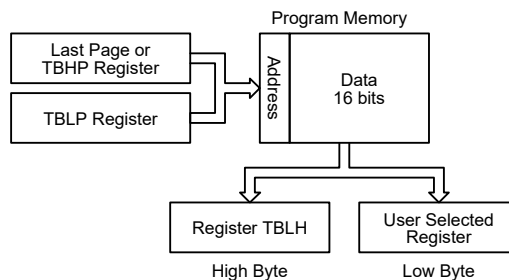 Program Memory
Last Page or
TBHP Register
TBLP Register
Address
Data
16 bits
Register TBLH
User Selected
Register
High Byte
Low Byte